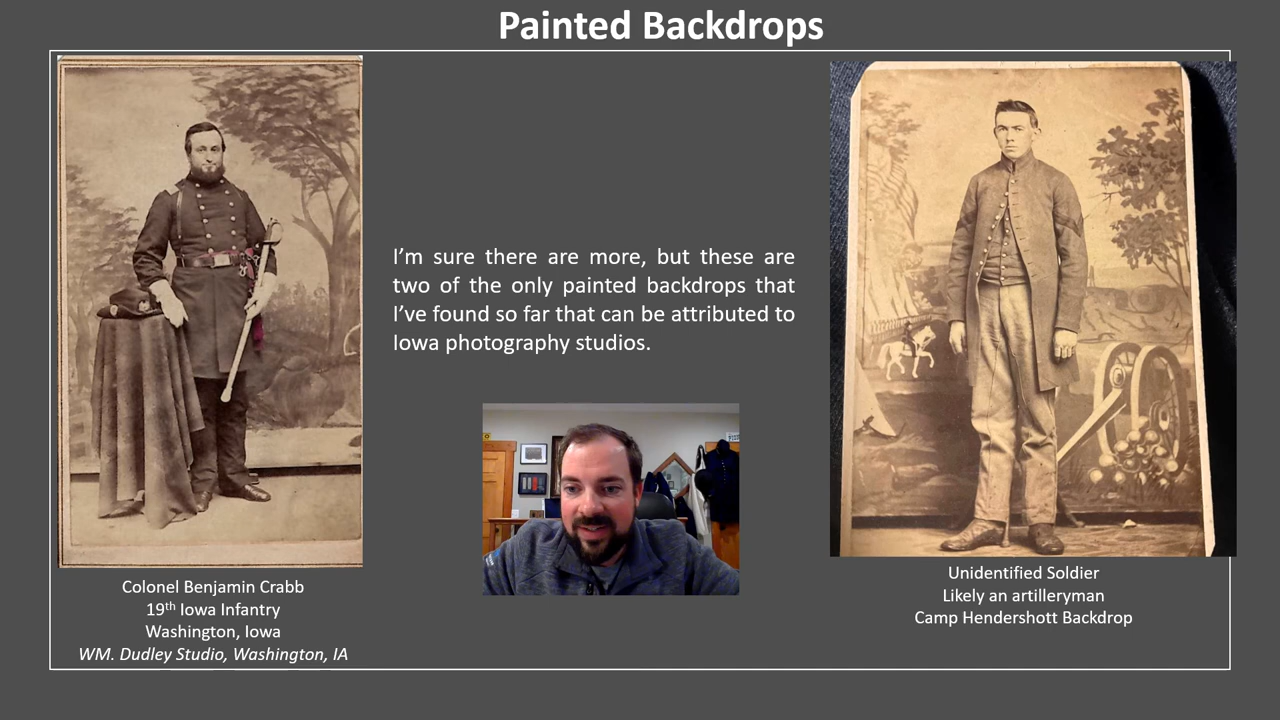 Painted Backdrops
I’m sure there are more, but these are
two of the only painted backdrops that
I’ve found so far that can be attributed to
Iowa photography studios.
Colonel Benjamin Crabb
19th Iowa Infantry
Washington, Iowa
WM. Dudley Studio, Washington, IA
Unidentified Soldier
Likely an artilleryman
Camp Hendershott Backdrop